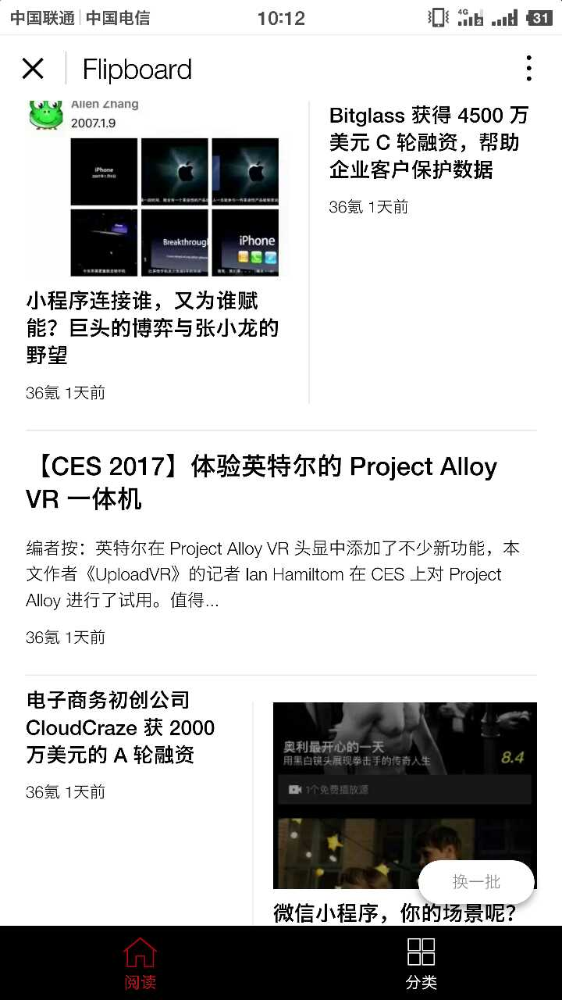 中国联通 中国电信
10:12
4G
2
1
31
Flipboard
Allen Zhang
2007.1.9
iPhone
Breakthrough
iPhone
小程序连接谁，又为谁赋
能？巨头的博弈与张小龙的
野望
36氪 1天前
Bitglass 获得 4500 万
美元 C 轮融资，帮助
企业客户保护数据
36氪 1天前
【CES 2017】体验英特尔的 Project Alloy
VR 一体机
编者按：英特尔在 Project Alloy VR 头显中添加了不少新功能，本
文作者《UploadVR》的记者 Ian Hamiltom 在 CES 上对 Project
Alloy 进行了试用。值得...
36氪 1天前
电子商务初创公司
CloudCraze 获 2000
万美元的 A 轮融资
36氪 1天前
奥利最开心的一天
用黑白镜头展现拳击手的传奇人生
8.4
1个免费播放源
换一批
微信小程序，你的场景呢？
阅读
分类